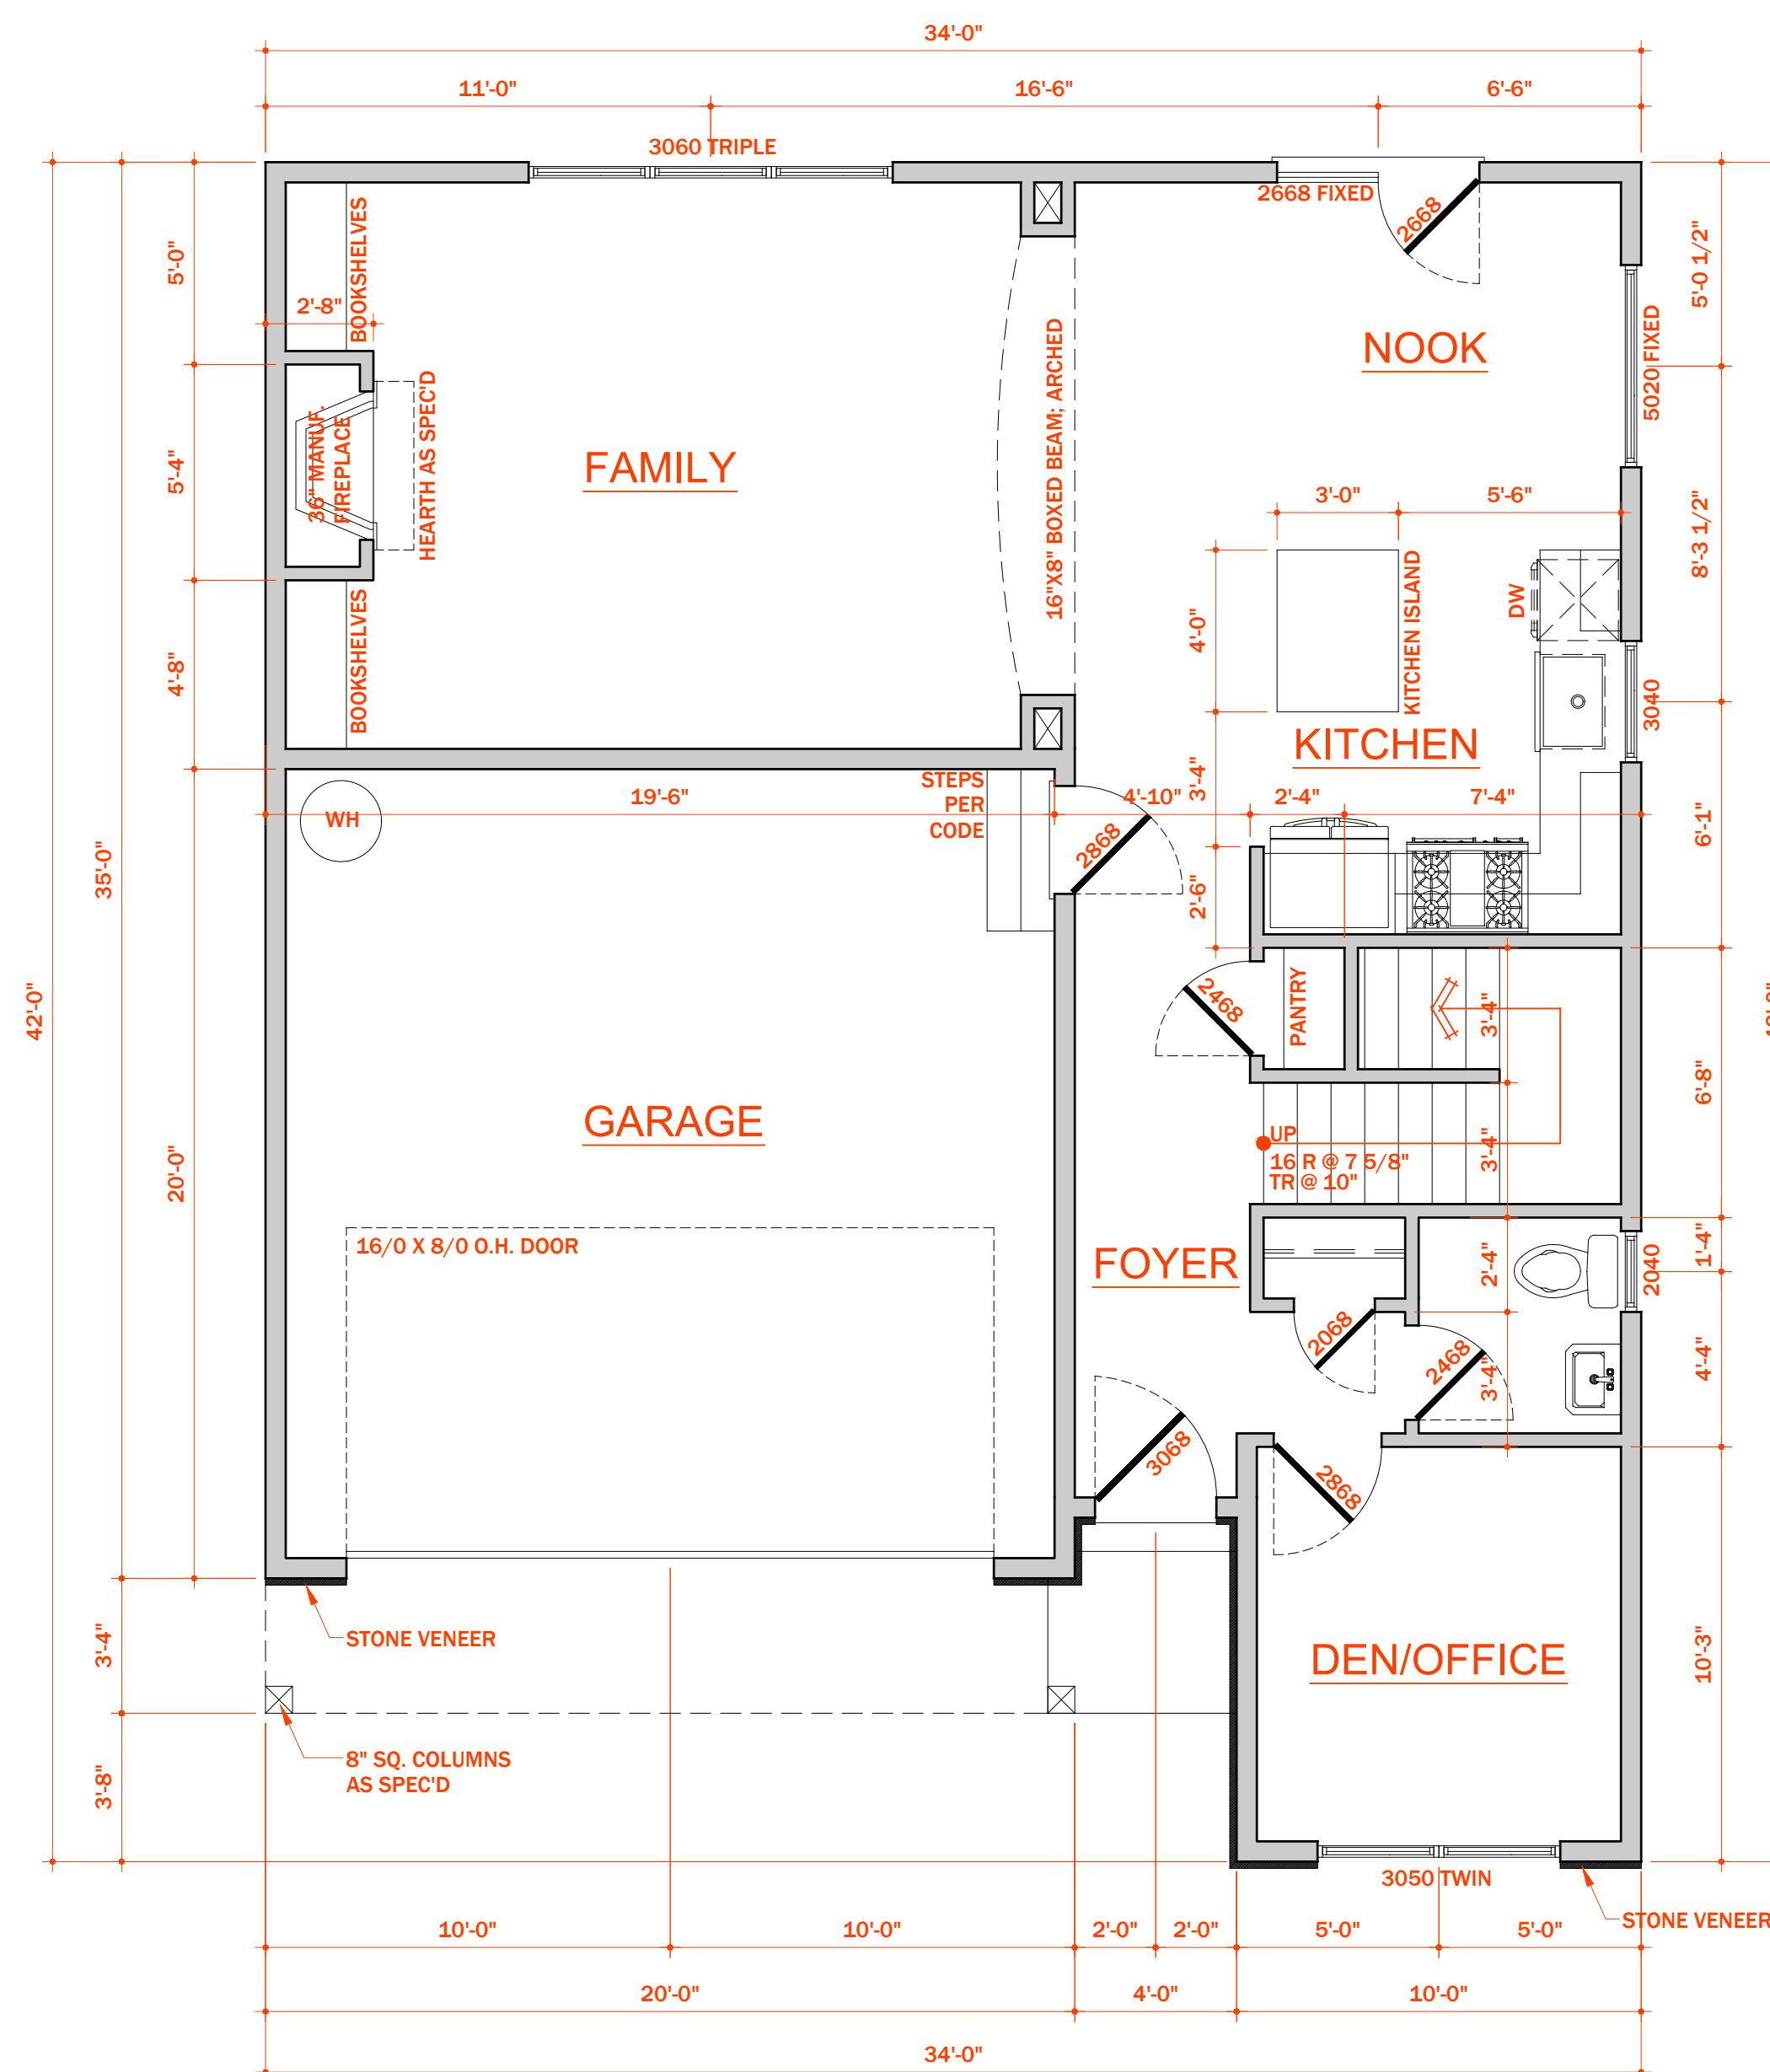 34'-0"
11'-0"
16'-6"
6'-6"
3060 TRIPLE
2668 FIXED
2668
BOOKSHELVES
2'-8"
5'-0"
5'-0 1/2"
NOOK
5020 FIXED
16"X8" BOXED BEAM; ARCHED
36" MANUF.
FIREPLACE
HEARTH AS SPEC'D
FAMILY
5'-4"
3'-0"
5'-6"
8'-3 1/2"
KITCHEN ISLAND
DW
4'-0"
BOOKSHELVES
4'-8"
3040
KITCHEN
STEPS
PER
CODE
WH
19'-6"
4'-10"
3'-4"
2'-4"
7'-4"
6'-1"
2868
2'-6"
35'-0"
42'-0"
2468
PANTRY
3'-4"
6'-8"
GARAGE
20'-0"
UP
16 R @ 7 5/8"
TR @ 10"
3'-4"
16/0 X 8/0 O.H. DOOR
FOYER
2'-4"
2040
1'-4"
2068
2468
3'-4"
4'-4"
3068
2868
STONE VENEER
3'-4"
DEN/OFFICE
10'-3"
8" SQ. COLUMNS
AS SPEC'D
3'-8"
3050 TWIN
STONE VENEER
10'-0"
10'-0"
2'-0"
2'-0"
5'-0"
5'-0"
20'-0"
4'-0"
10'-0"
34'-0"